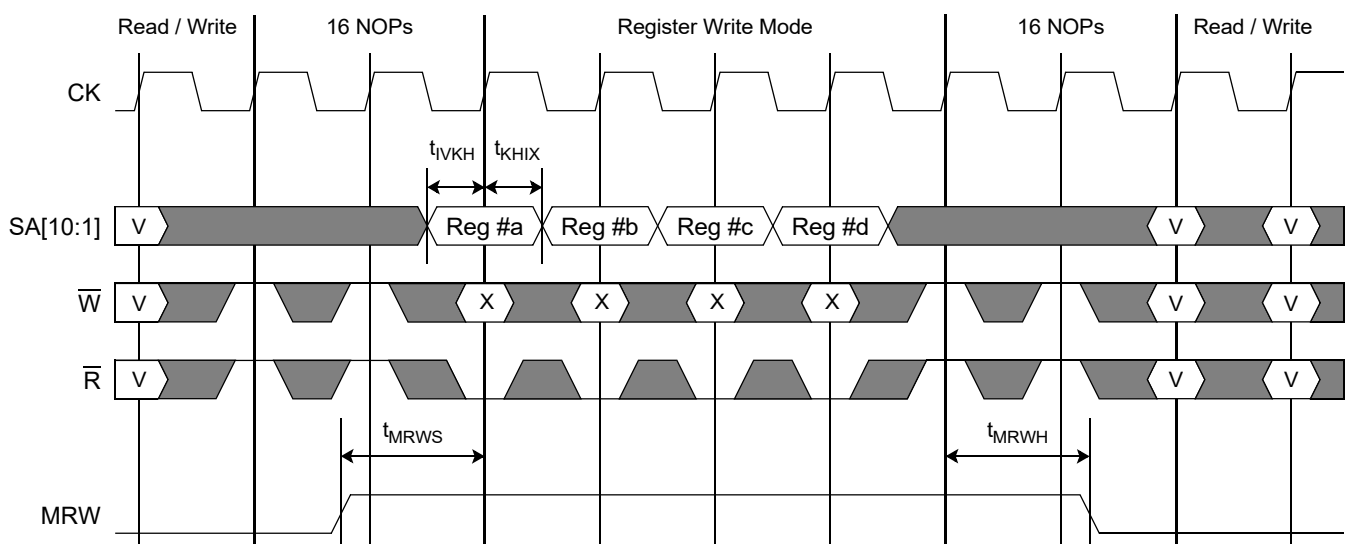 Read / Write 16 NOPs Register Write Mode 16 NOPs Read / Write
CK
tIVKH tKHIX
SA[10:1] V Reg #a Reg #b Reg #c Reg #d V V
W V X X X X V V
R V V V
tMRWS tMRWH
MRW